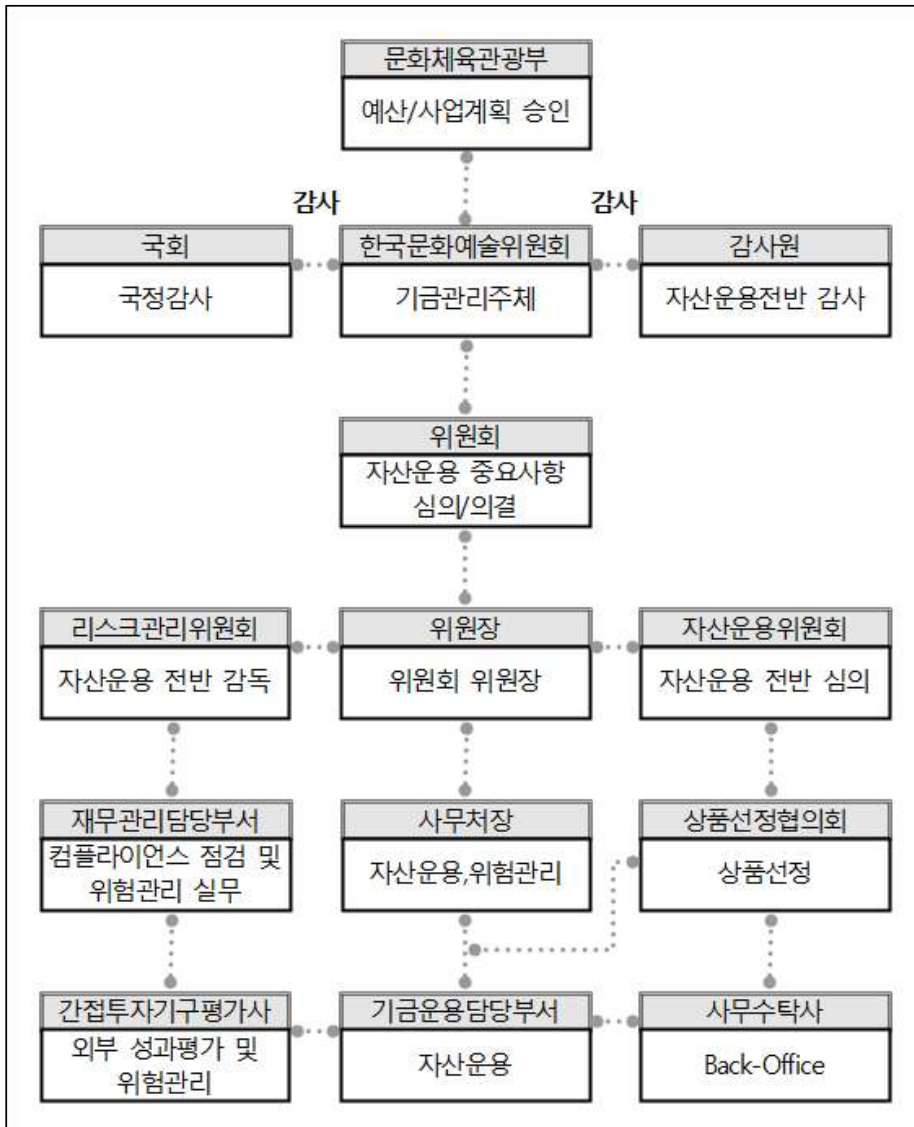 문화체육관광부
예산/사업계획 승인
감사
감사
국회
한국문화예술위원회
감사원
국정감사
기금관리주체
자산운용전반 감사
위원회
자산운용 중요사항
심의/의결
리스크관리위원회
위원장
자산운용위원회
자산운용 전반 감독
위원회 위원장
자산운용 전반 심의
재무관리담당부서
사무처장
상품선정협의회
컴플라이언스 점검 및
위험관리 실무
자산운용,위험관리
상품선정
간접투자기구평가사
기금운용담당부서
사무수탁사
외부 성과평가 및
위험관리
자산운용
Back-Office